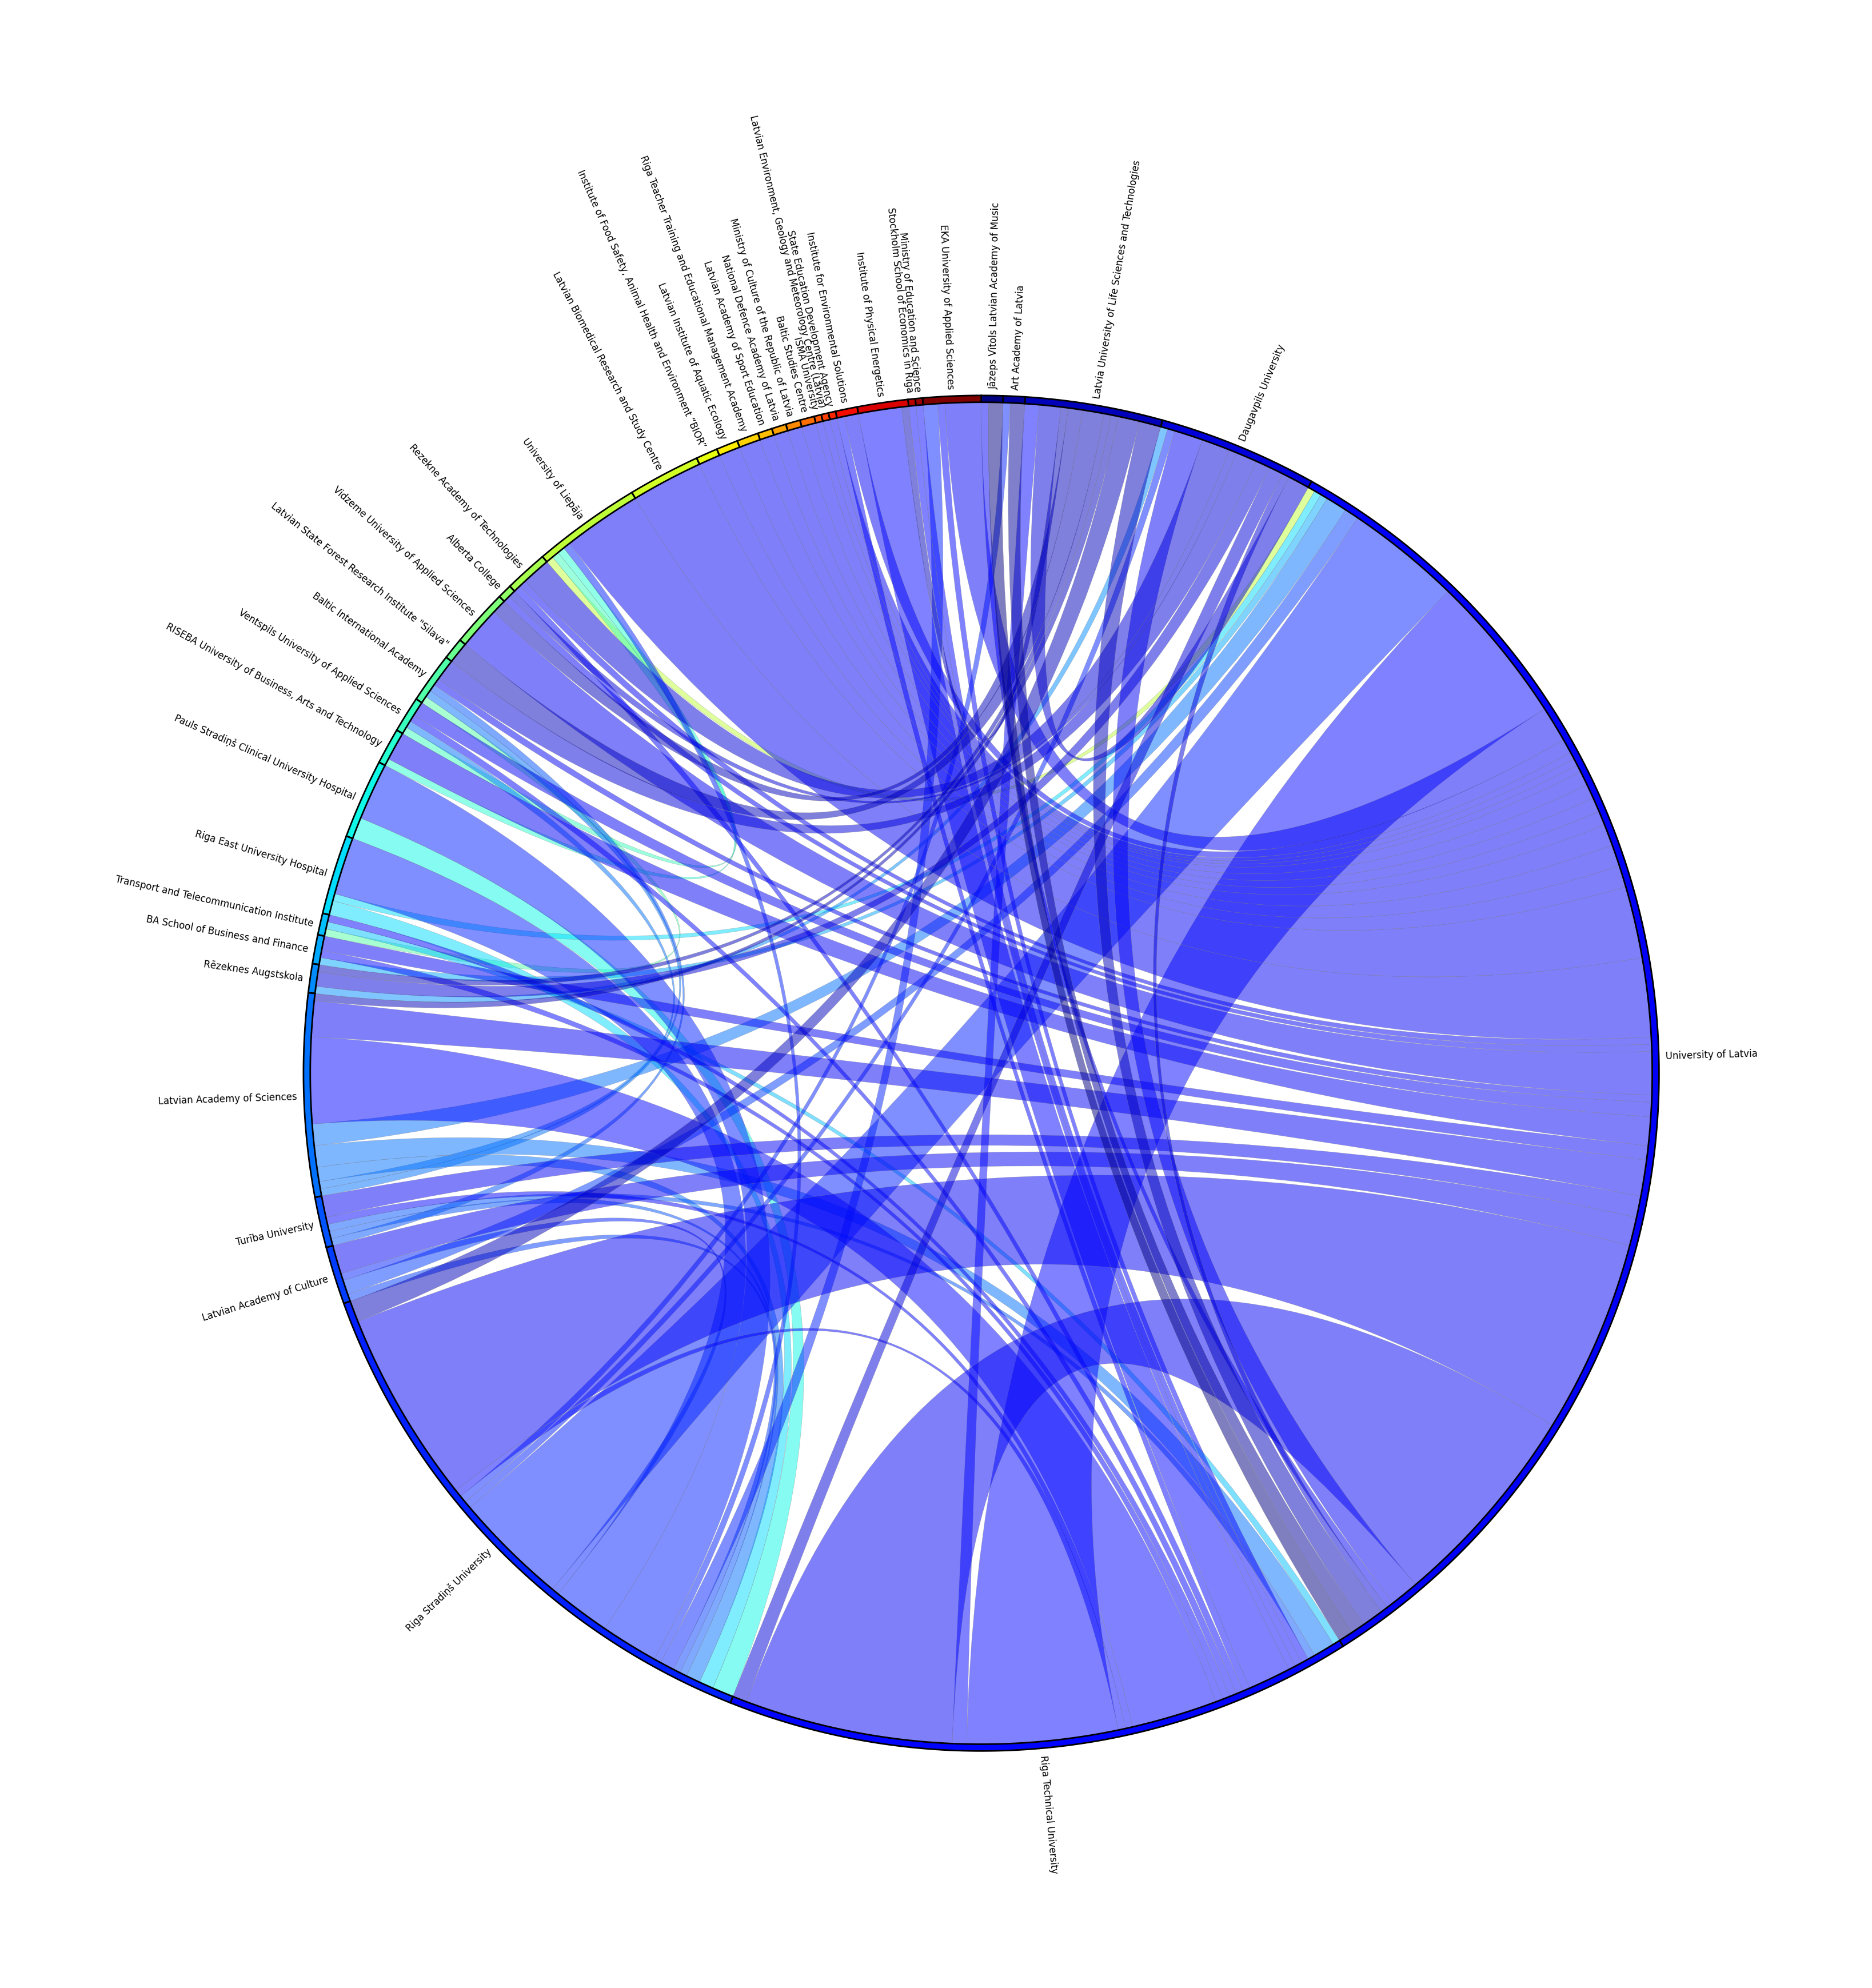 Jāzeps Vītols Latvian Academy of Music
Art Academy of Latvia
Latvia University of Life Sciences and Technologies
Daugavpils University
University of Latvia
Riga Technical University
Riga Stradiņš University
Latvian Academy of Culture
Turība University
Latvian Academy of Sciences
Rēzeknes Augstskola
BA School of Business and Finance
Transport and Telecommunication Institute
Riga East University Hospital
Pauls Stradiņš Clinical University Hospital
RISEBA University of Business, Arts and Technology
Ventspils University of Applied Sciences
Baltic International Academy
Latvian State Forest Research Institute "Silava"
Vidzeme University of Applied Sciences
Alberta College
Rezekne Academy of Technologies
University of Liepāja
Latvian Biomedical Research and Study Centre
Institute of Food Safety, Animal Health and Environment "BIOR"
Latvian Institute of Aquatic Ecology
Riga Teacher Training and Educational Management Academy
Latvian Academy of Sport Education
National Defence Academy of Latvia
Ministry of Culture of the Republic of Latvia
Baltic Studies Centre
ISMA University
Latvian Environment, Geology and Meteorology Centre (Latvia)
State Education Development Agency
Institute for Environmental Solutions
Institute of Physical Energetics
Stockholm School of Economics in Riga
Ministry of Education and Science
EKA University of Applied Sciences